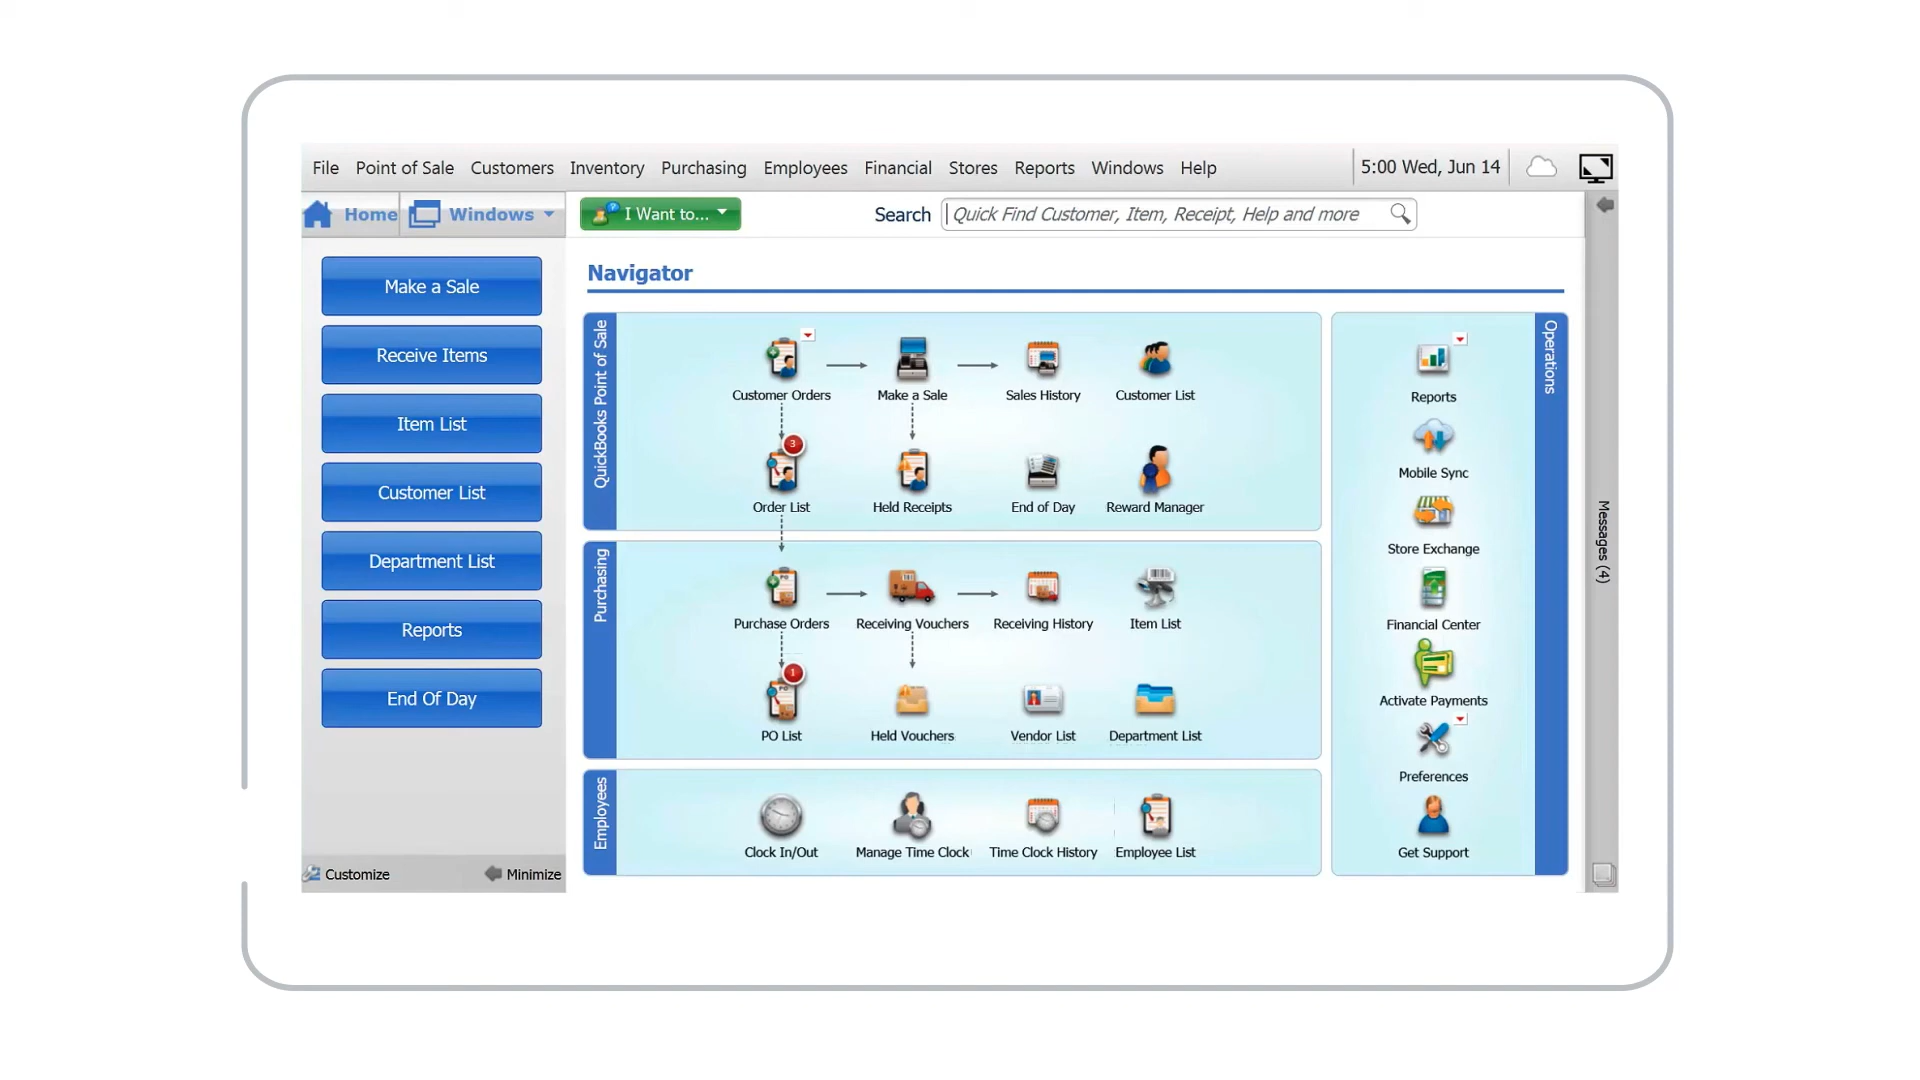 File Point of Sale Customers Inventory Purchasing Employees Financial Stores Reports Windows Help 5:00 Wed, Jun 14
Home Windows I Want to... Search Quick Find Customer, Item, Receipt, Help and more
Make a Sale
Receive Items
Item List
Customer List
Department List
Reports
End Of Day
Customize Minimize
Navigator
QuickBooks Point of Sale
Customer Orders Make a Sale Sales History Customer List
3
Order List Held Receipts End of Day Reward Manager
Purchasing
PO
Purchase Orders Receiving Vouchers Receiving History Item List
1
PO
PO List Held Vouchers Vendor List Department List
Employees
Clock In/Out Manage Time Clock Time Clock History Employee List
Operations
Reports
Mobile Sync
Store Exchange
Financial Center
Activate Payments
Preferences
Get Support
Messages (4)